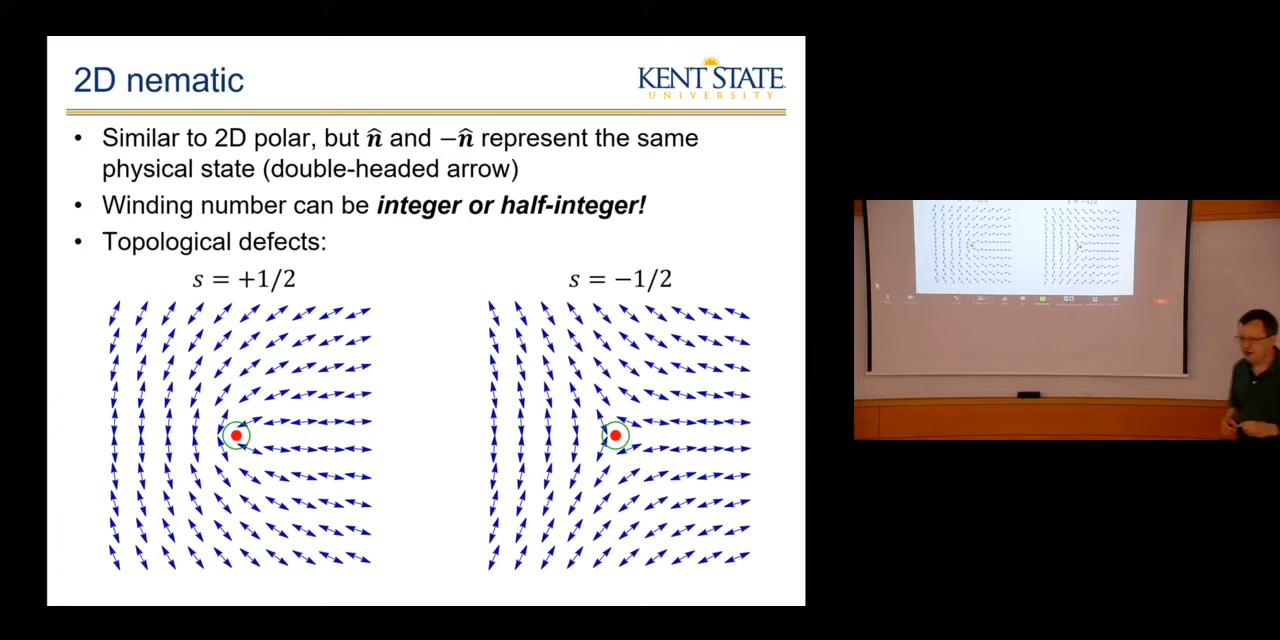 2D nematic
KENT STATE
UNIVERSITY
• Similar to 2D polar, but n̂ and −n̂ represent the same
physical state (double-headed arrow)
• Winding number can be integer or half-integer!
• Topological defects:
s = +1/2
s = −1/2